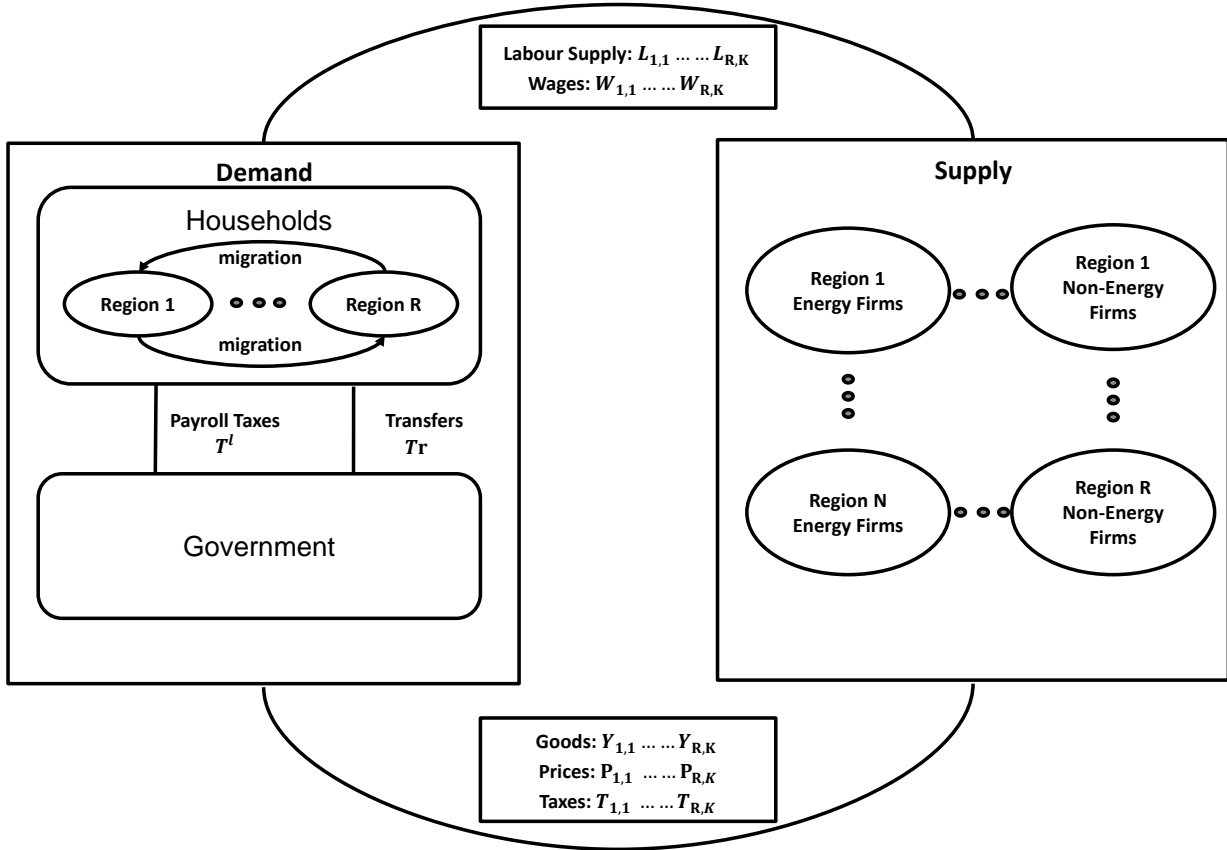 Labour Supply: L1,1 ... ... LR,K
Wages: W1,1 ... ... WR,K
Demand
Households
migration
Region 1
Region R
migration
Payroll Taxes
T^l
Transfers
Tr
Government
Supply
Region 1
Energy Firms
Region 1
Non-Energy
Firms
Region N
Energy Firms
Region R
Non-Energy
Firms
Goods: Y1,1 ... ... YR,K
Prices: P1,1 ... ... PR,K
Taxes: T1,1 ... ... TR,K